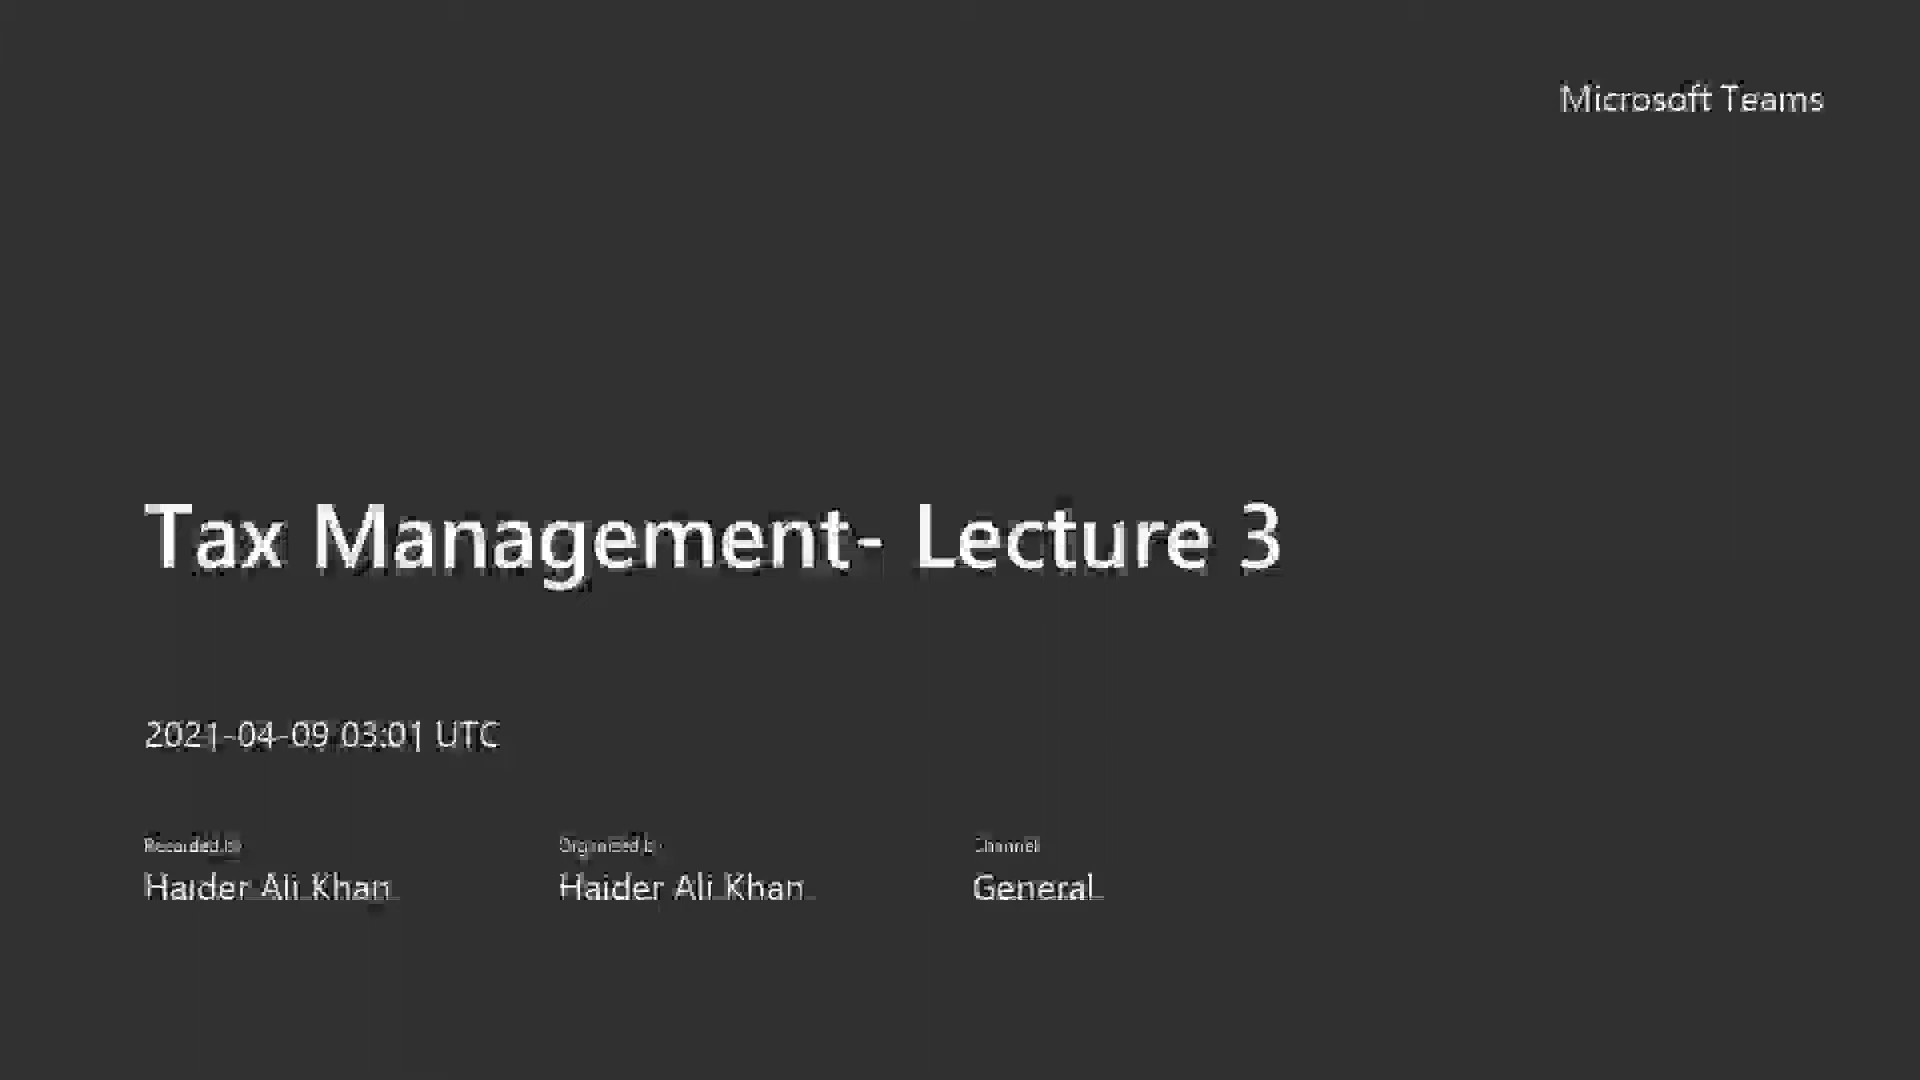 Microsoft Teams
Tax Management- Lecture 3
2021-04-09 03:01 UTC
Recorded by Organized by Channel
Haider Ali Khan Haider Ali Khan General